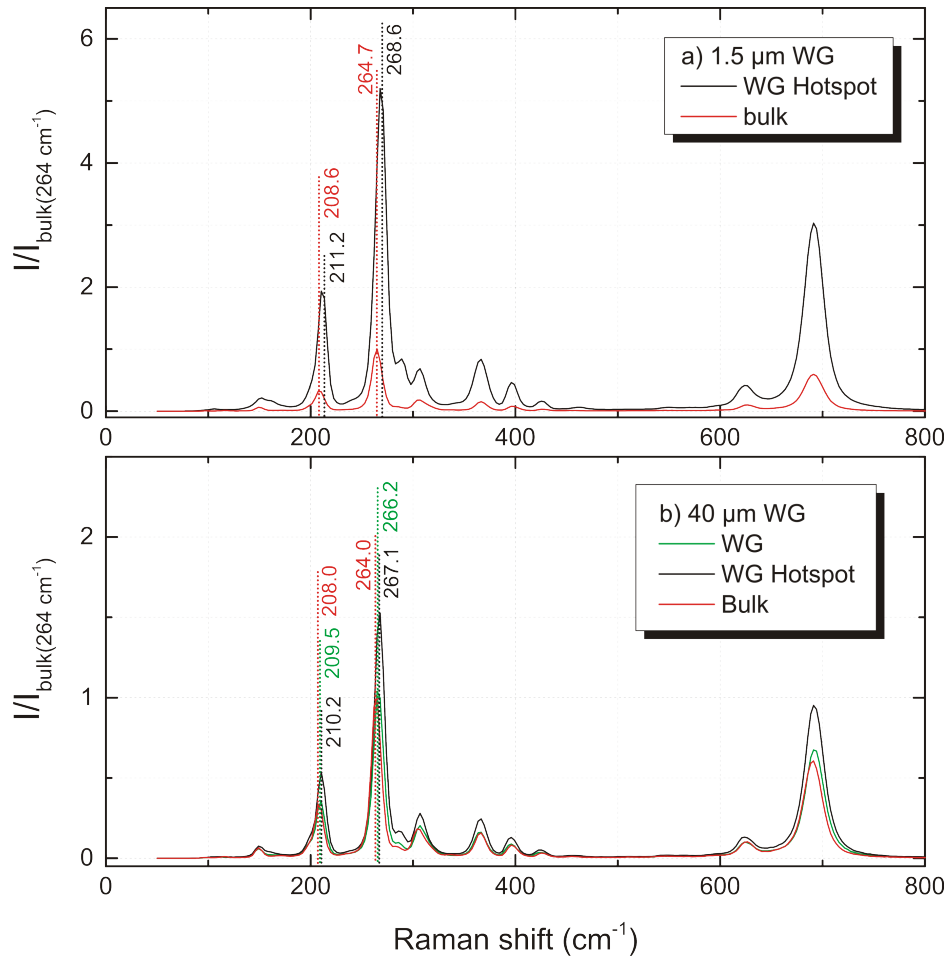 6
4
2
0
I/I_bulk(264 cm⁻¹)
208.6
211.2
264.7
268.6
a) 1.5 µm WG
WG Hotspot
bulk
0 200 400 600 800
2
1
0
I/I_bulk(264 cm⁻¹)
208.0
209.5
210.2
264.0
266.2
267.1
b) 40 µm WG
WG
WG Hotspot
Bulk
0 200 400 600 800
Raman shift (cm⁻¹)